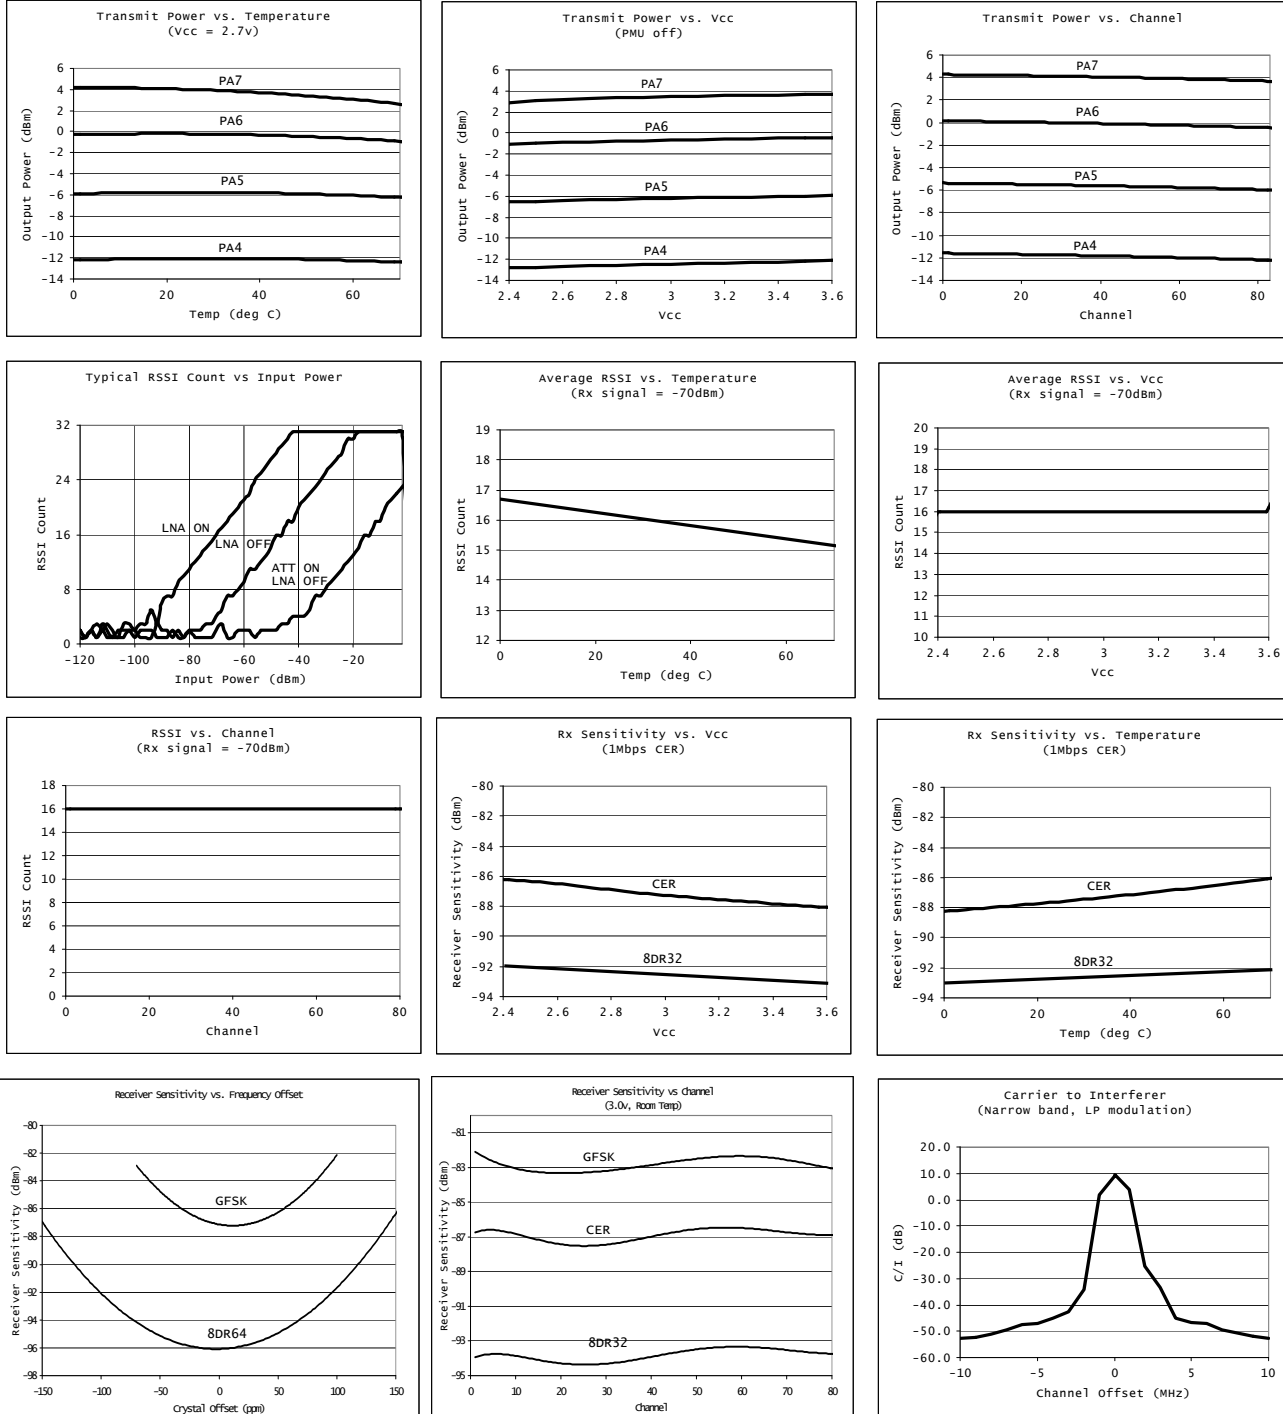 Transmit Power vs. Temperature
(Vcc = 2.7v)
Output Power (dBm)
6
4
2
0
-2
-4
-6
-8
-10
-12
-14
PA7
PA6
PA5
PA4
0 20 40 60
Temp (deg C)
Transmit Power vs. Vcc
(PMU off)
Output Power (dBm)
6
4
2
0
-2
-4
-6
-8
-10
-12
-14
PA7
PA6
PA5
PA4
2.4 2.6 2.8 3 3.2 3.4 3.6
Vcc
Transmit Power vs. Channel
Output Power (dBm)
6
4
2
0
-2
-4
-6
-8
-10
-12
-14
PA7
PA6
PA5
PA4
0 20 40 60 80
Channel
Typical RSSI Count vs Input Power
RSSI Count
32
24
16
8
0
LNA ON
LNA OFF
ATT ON
LNA OFF
-120 -100 -80 -60 -40 -20
Input Power (dBm)
Average RSSI vs. Temperature
(Rx signal = -70dBm)
RSSI Count
19
18
17
16
15
14
13
12
0 20 40 60
Temp (deg C)
Average RSSI vs. Vcc
(Rx signal = -70dBm)
RSSI Count
20
19
18
17
16
15
14
13
12
11
10
2.4 2.6 2.8 3 3.2 3.4 3.6
Vcc
RSSI vs. Channel
(Rx signal = -70dBm)
RSSI Count
18
16
14
12
10
8
6
4
2
0
0 20 40 60 80
Channel
Rx Sensitivity vs. Vcc
(1Mbps CER)
Receiver Sensitivity (dBm)
-80
-82
-84
-86
-88
-90
-92
-94
CER
8DR32
2.4 2.6 2.8 3 3.2 3.4 3.6
Vcc
Rx Sensitivity vs. Temperature
(1Mbps CER)
Receiver Sensitivity (dBm)
-80
-82
-84
-86
-88
-90
-92
-94
CER
8DR32
0 20 40 60
Temp (deg C)
Receiver Sensitivity vs. Frequency Offset
Receiver Sensitivity (dBm)
-80
-82
-84
-86
-88
-90
-92
-94
-96
-98
GFSK
8DR64
-150 -100 -50 0 50 100 150
Crystal Offset (ppm)
Receiver Sensitivity vs Channel
(3.0v, Room Temp)
Receiver Sensitivity (dBm)
-81
-83
-85
-87
-89
-91
-93
-95
GFSK
CER
8DR32
0 10 20 30 40 50 60 70 80
Channel
Carrier to Interferer
(Narrow band, LP modulation)
C/I (dB)
20.0
10.0
0.0
-10.0
-20.0
-30.0
-40.0
-50.0
-60.0
-10 -5 0 5 10
Channel Offset (MHz)